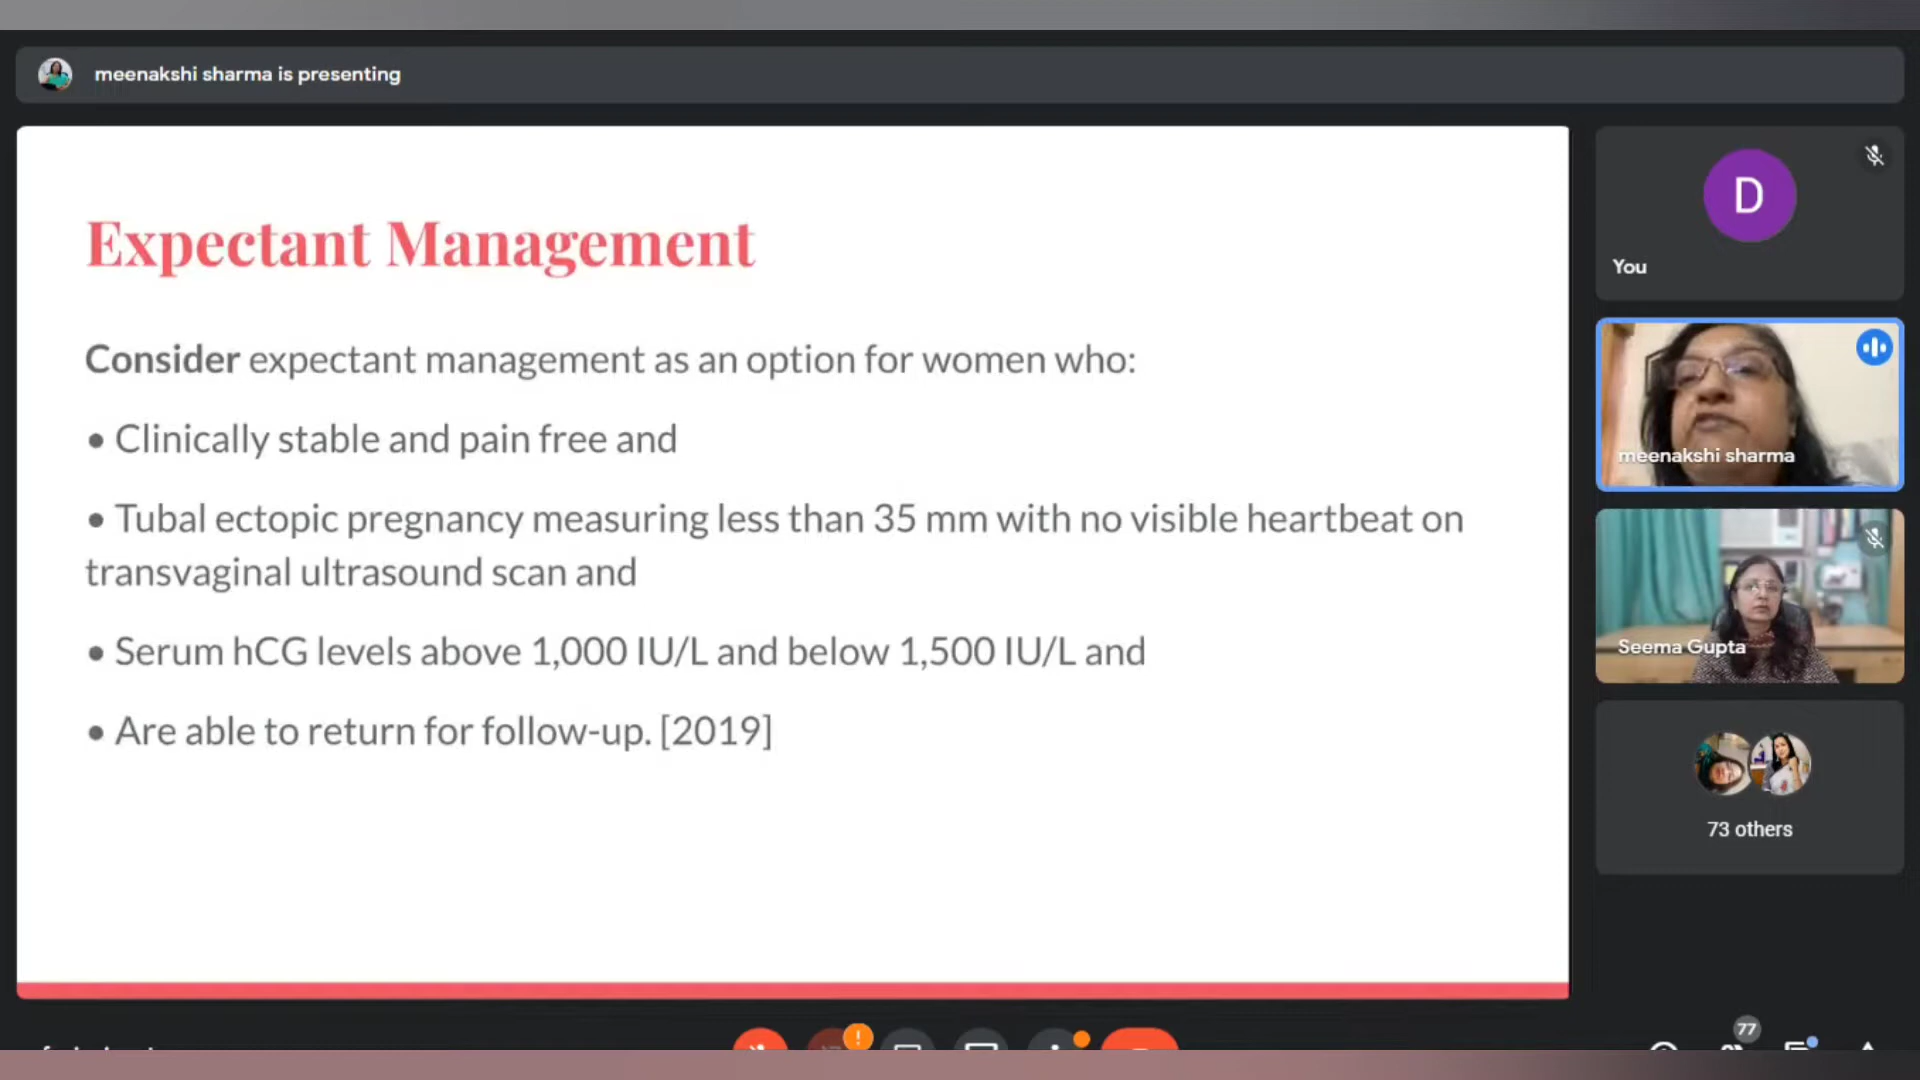 meenakshi sharma is presenting
Expectant Management
Consider expectant management as an option for women who:
• Clinically stable and pain free and
• Tubal ectopic pregnancy measuring less than 35 mm with no visible heartbeat on
transvaginal ultrasound scan and
• Serum hCG levels above 1,000 IU/L and below 1,500 IU/L and
• Are able to return for follow-up. [2019]
D
You
meenakshi sharma
Seema Gupta
73 others
77